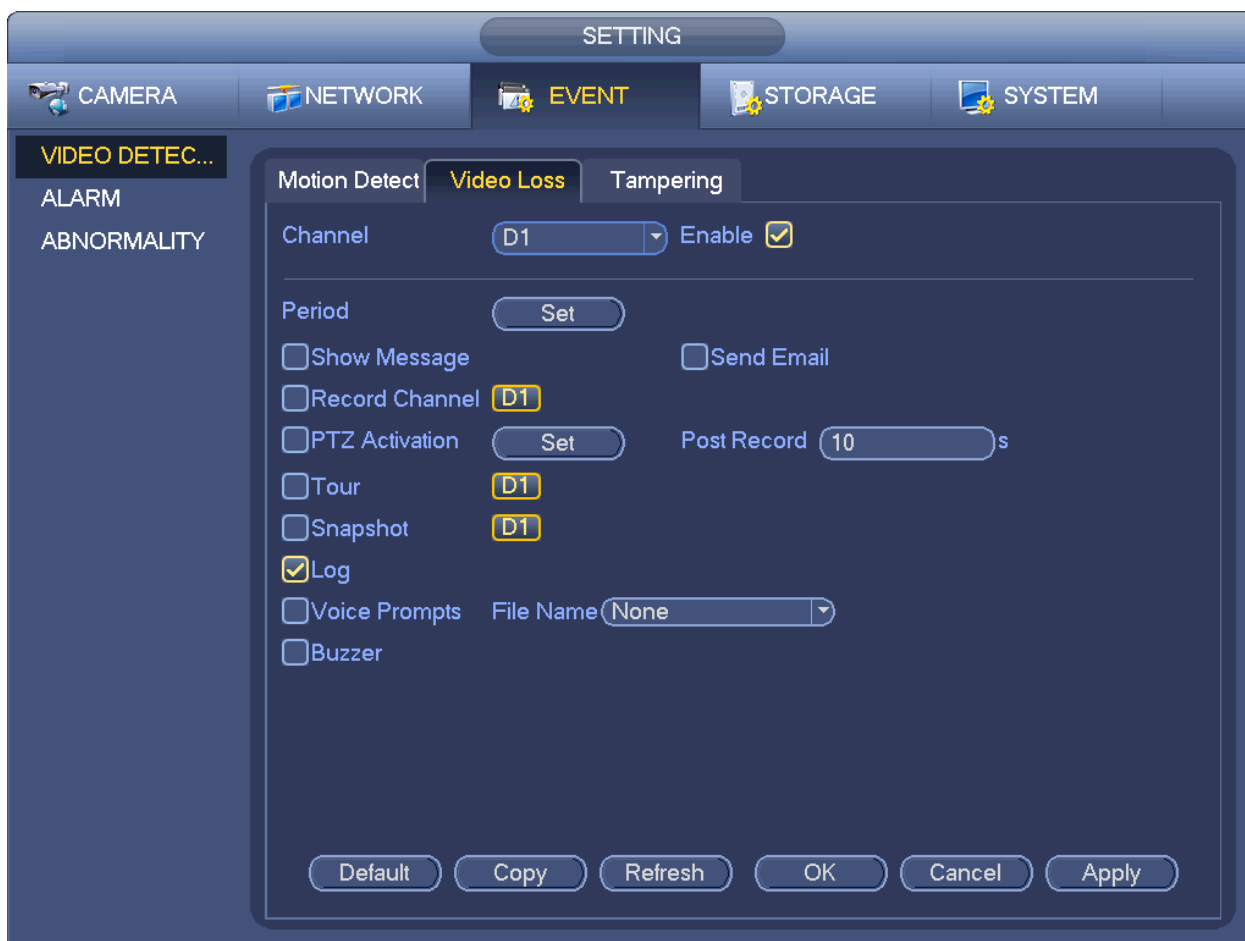 SETTING
CAMERA NETWORK EVENT STORAGE SYSTEM
VIDEO DETEC...
ALARM
ABNORMALITY
Motion Detect Video Loss Tampering
Channel D1 Enable
Period Set
Show Message Send Email
Record Channel D1
PTZ Activation Set Post Record 10 s
Tour D1
Snapshot D1
Log
Voice Prompts File Name None
Buzzer
Default Copy Refresh OK Cancel Apply